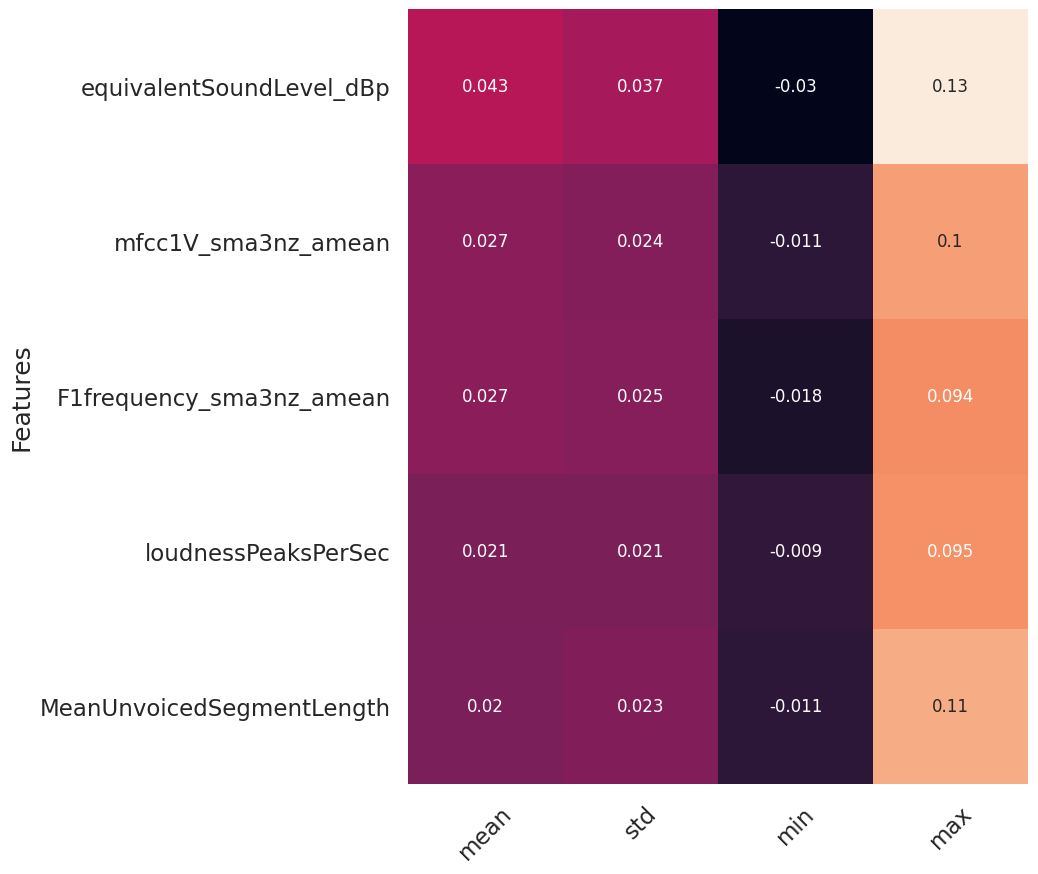 Features
equivalentSoundLevel_dBp 0.043 0.037 -0.03 0.13
mfcc1V_sma3nz_amean 0.027 0.024 -0.011 0.1
F1frequency_sma3nz_amean 0.027 0.025 -0.018 0.094
loudnessPeaksPerSec 0.021 0.021 -0.009 0.095
MeanUnvoicedSegmentLength 0.02 0.023 -0.011 0.11
mean std min max